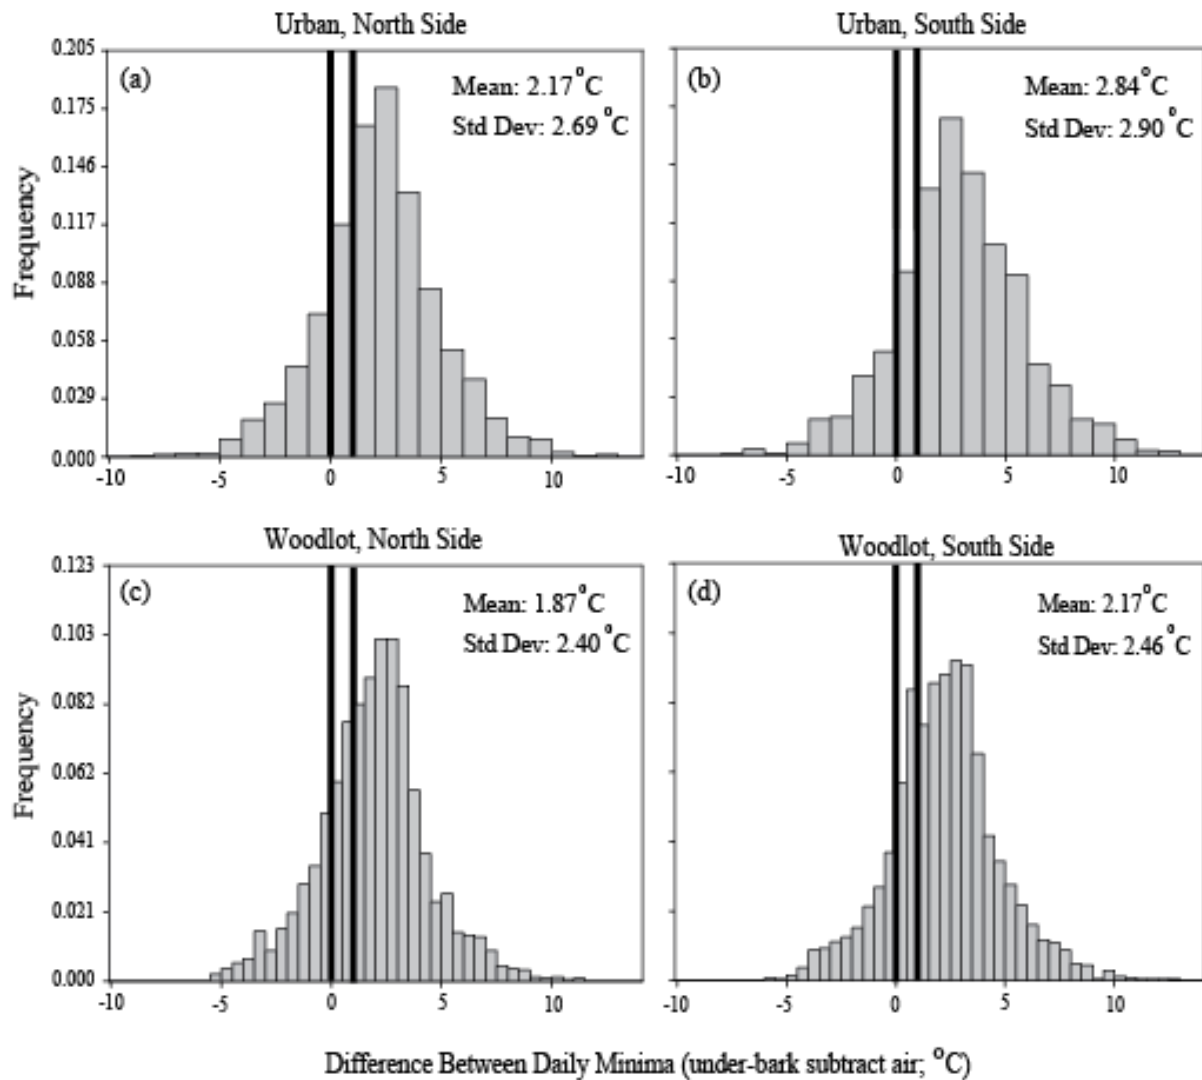 Urban, North Side
Urban, South Side
0.205
0.175
0.146
0.117
0.088
0.058
0.029
0.000
Frequency
(a)
Mean: 2.17°C
Std Dev: 2.69 °C
-10
-5
0
5
10
(b)
Mean: 2.84°C
Std Dev: 2.90 °C
-10
-5
0
5
10
Woodlot, North Side
Woodlot, South Side
0.123
0.103
0.082
0.062
0.041
0.021
0.000
Frequency
(c)
Mean: 1.87°C
Std Dev: 2.40 °C
-10
-5
0
5
10
(d)
Mean: 2.17°C
Std Dev: 2.46 °C
-10
-5
0
5
10
Difference Between Daily Minima (under-bark subtract air; °C)